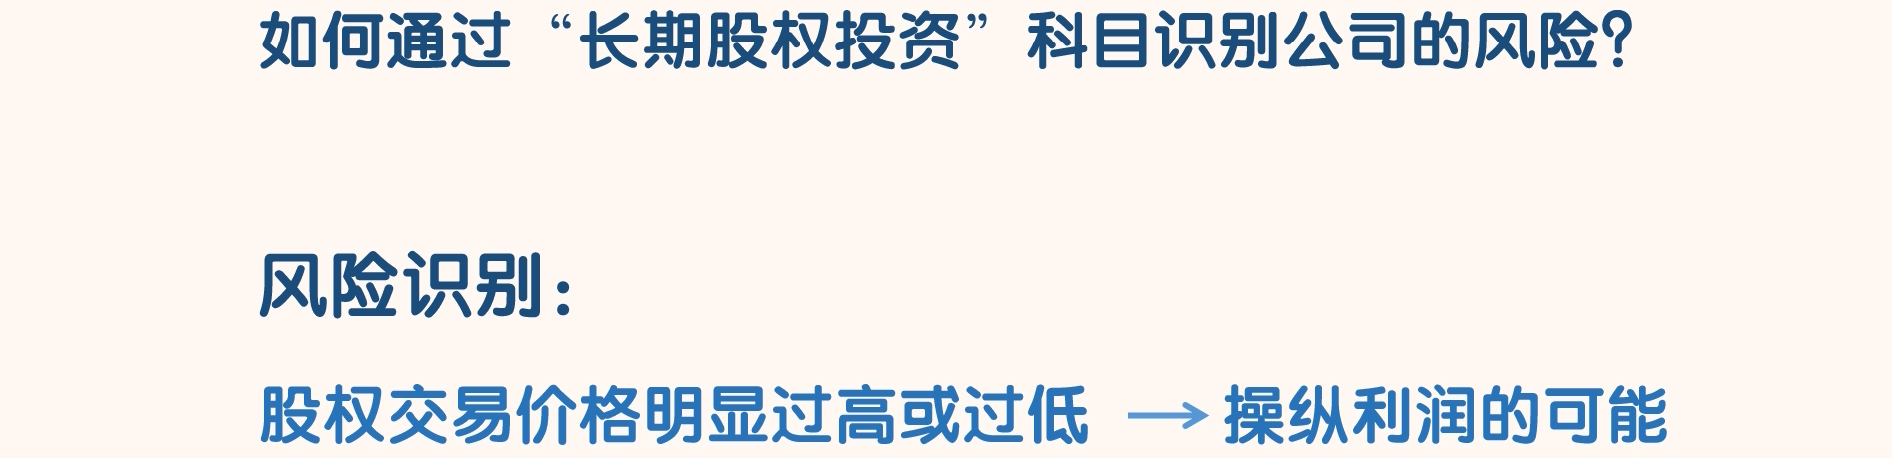 如何通过“长期股权投资”科目识别公司的风险？
风险识别：
股权交易价格明显过高或过低 → 操纵利润的可能